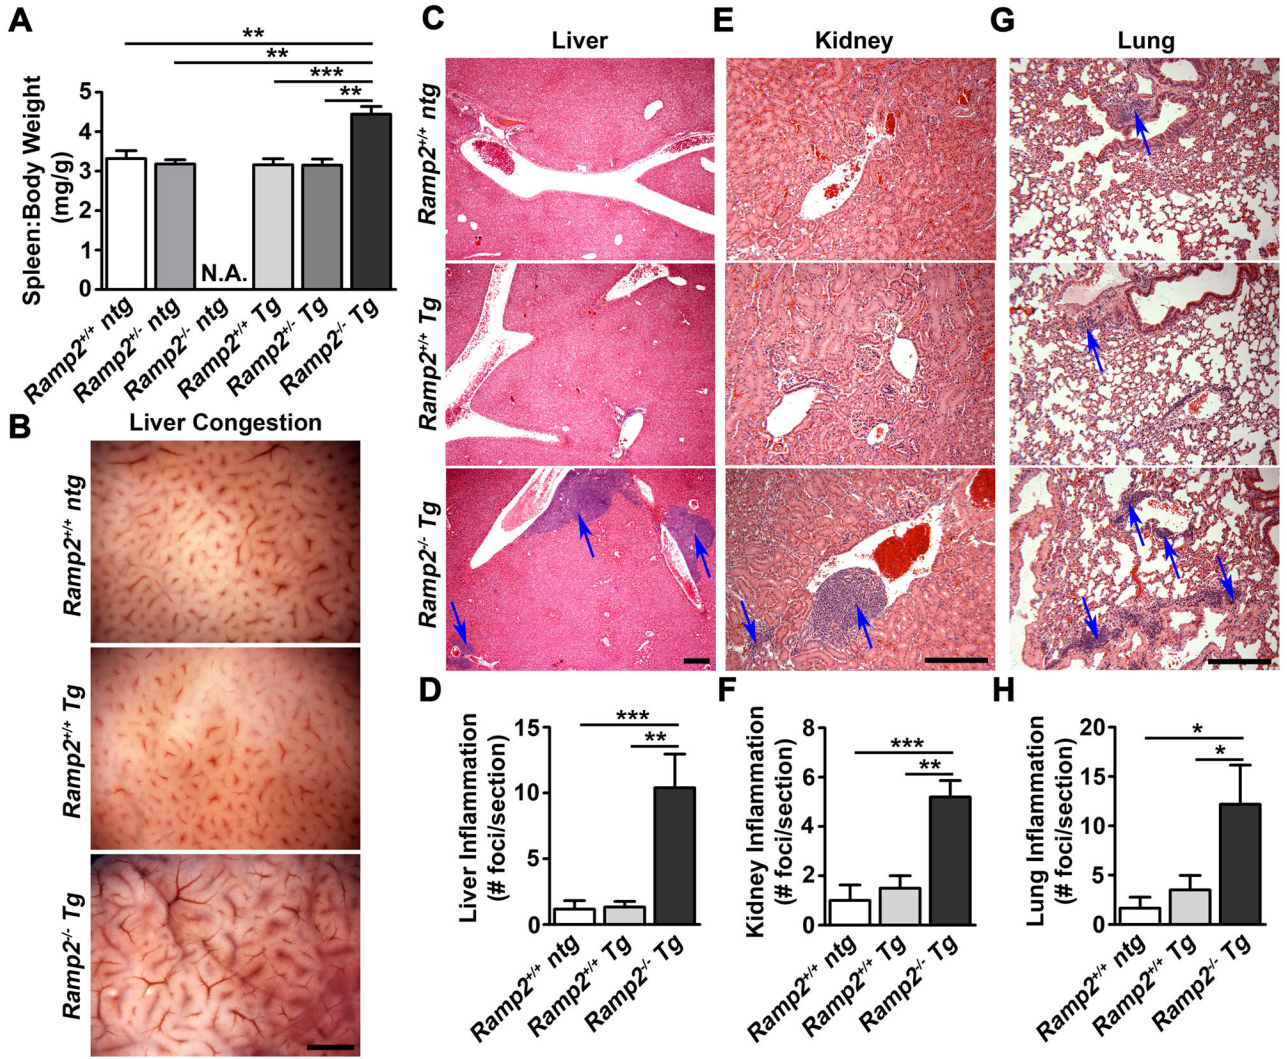 A
**
**
***
**
Spleen:Body Weight
(mg/g)
5
4
3
2
1
0
N.A.
Ramp2+/+ ntg
Ramp2+/- ntg
Ramp2-/- ntg
Ramp2+/+ Tg
Ramp2+/- Tg
Ramp2-/- Tg
B
Liver Congestion
Ramp2+/+ ntg
Ramp2+/+ Tg
Ramp2-/- Tg
C
Liver
Ramp2+/+ ntg
Ramp2+/+ Tg
Ramp2-/- Tg
D
***
**
Liver Inflammation
(# foci/section)
15
10
5
0
Ramp2+/+ ntg
Ramp2+/+ Tg
Ramp2-/- Tg
E
Kidney
F
***
**
Kidney Inflammation
(# foci/section)
8
6
4
2
0
Ramp2+/+ ntg
Ramp2+/+ Tg
Ramp2-/- Tg
G
Lung
H
*
*
Lung Inflammation
(# foci/section)
20
15
10
5
0
Ramp2+/+ ntg
Ramp2+/+ Tg
Ramp2-/- Tg